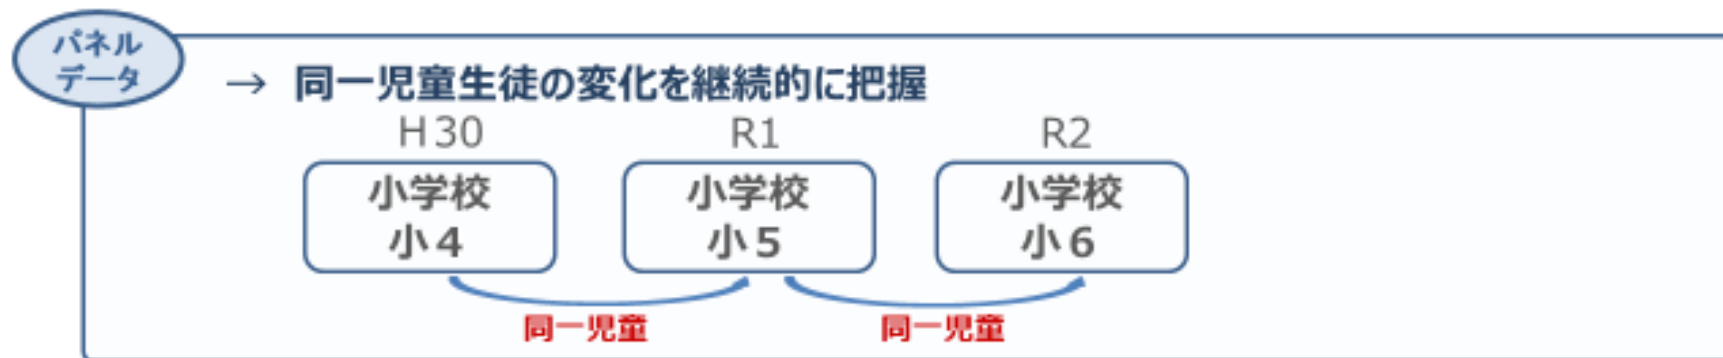 パネル
データ
→ 同一児童生徒の変化を継続的に把握
H30 R1 R2
小学校 小学校 小学校
小4 小5 小6
同一児童 同一児童